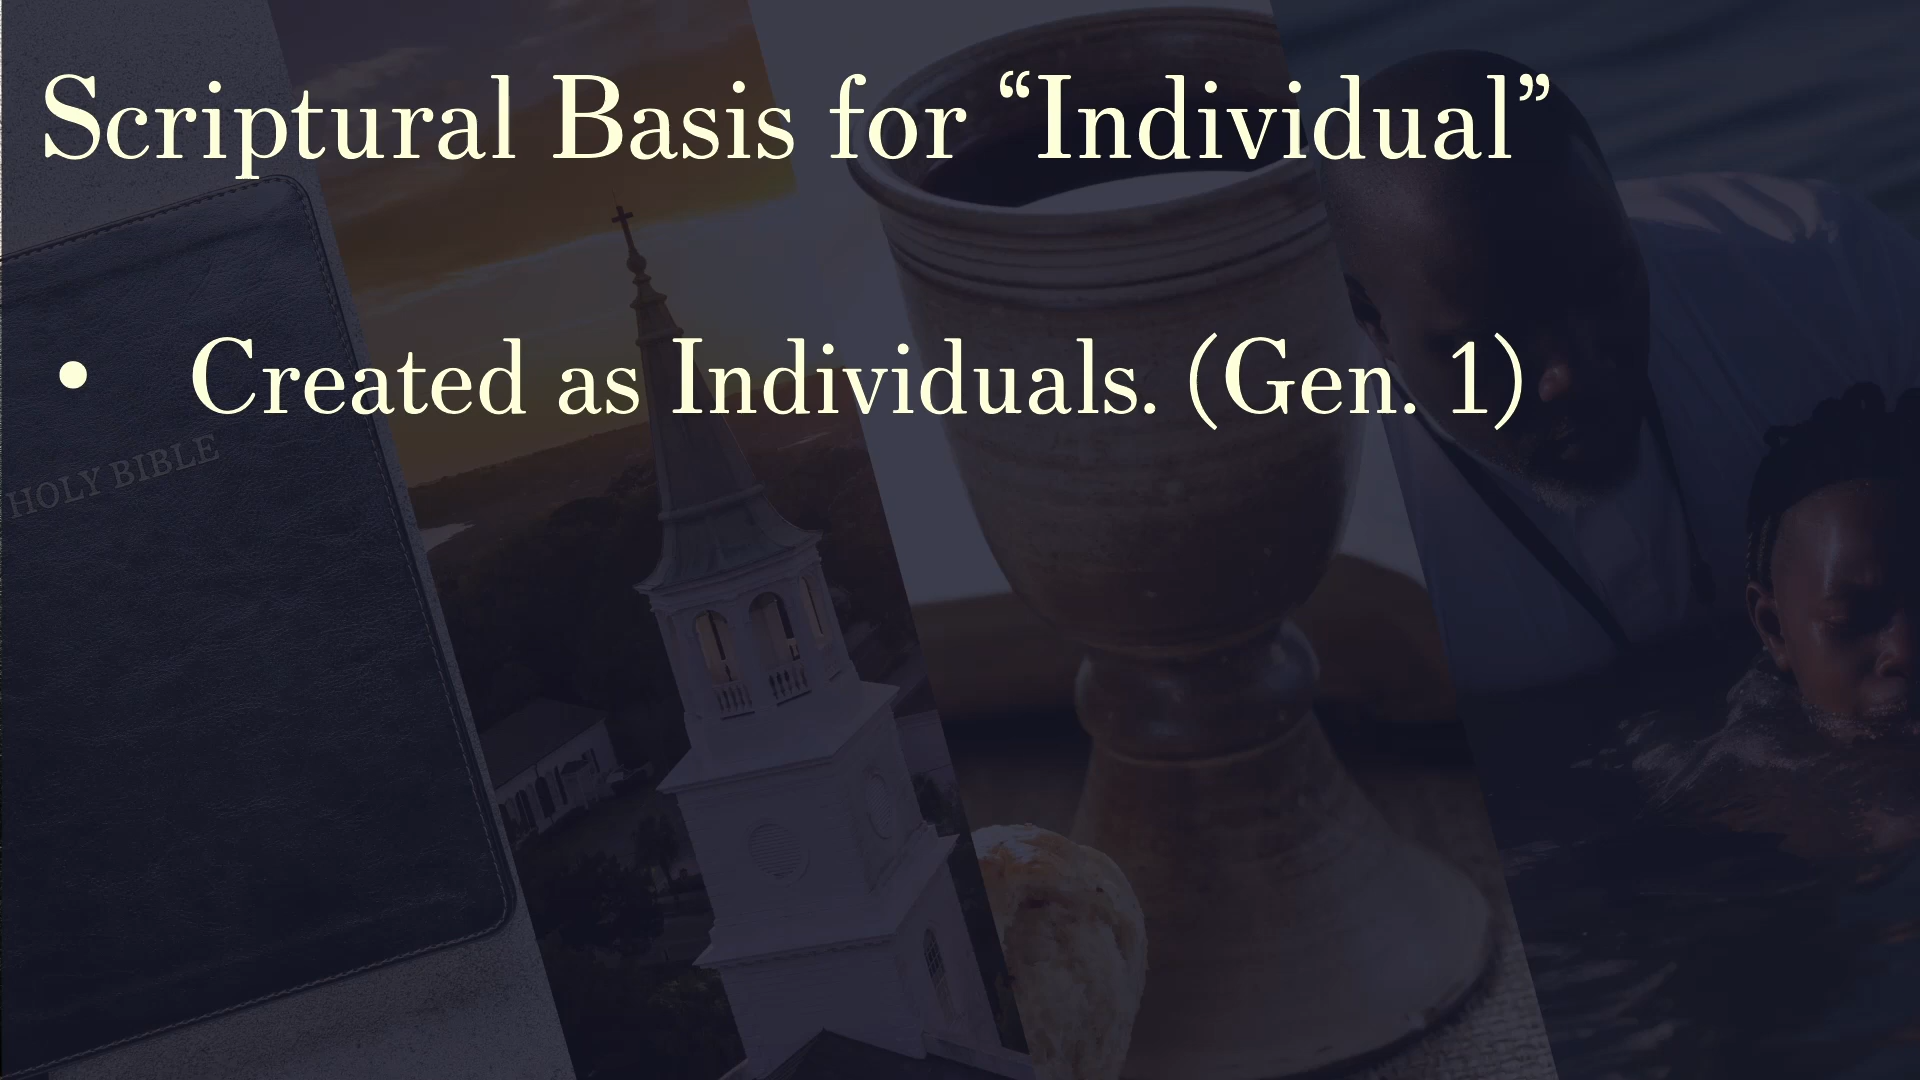 Scriptural Basis for “Individual”
• Created as Individuals. (Gen. 1)
HOLY BIBLE